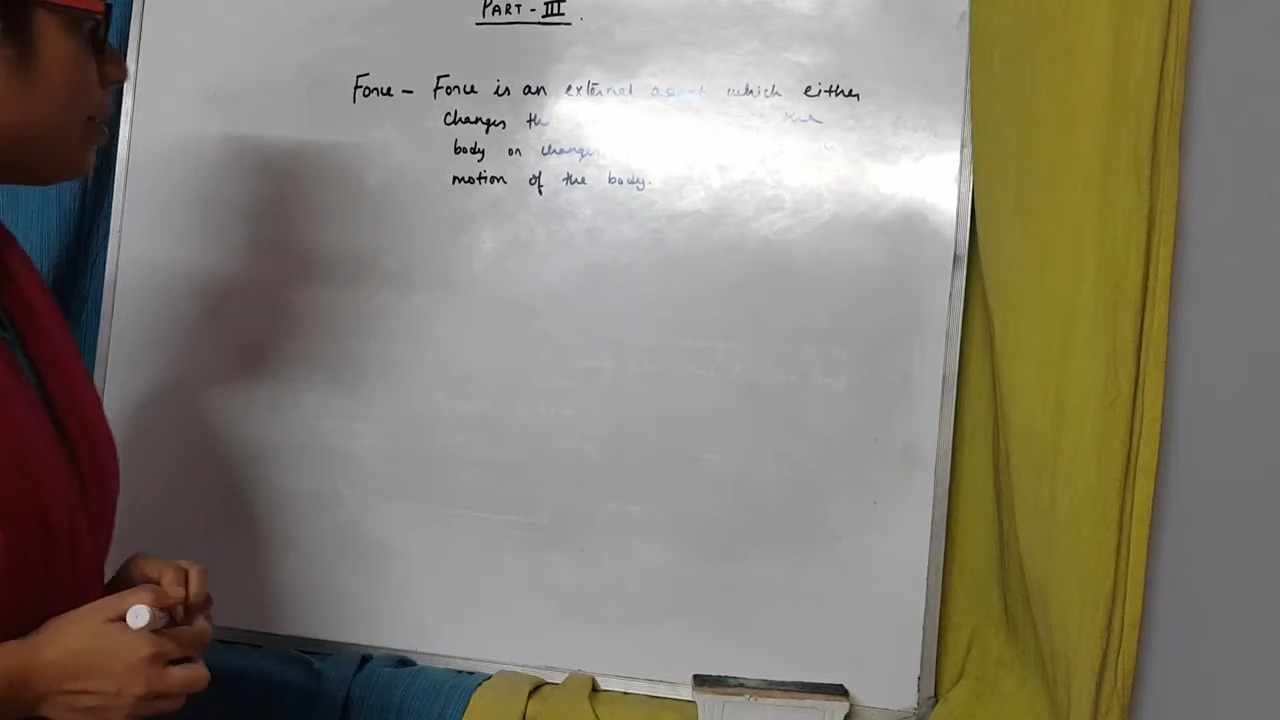 PART - III
Force - Force is an external agent which either
changes the the
body or changes
motion of the body.